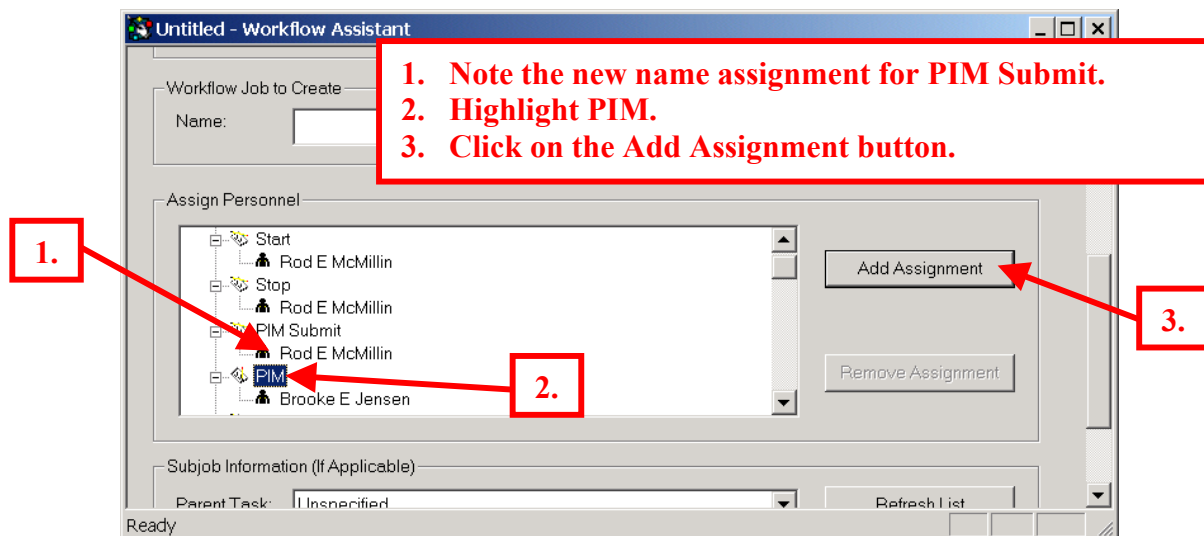 Untitled - Workflow Assistant
1. Note the new name assignment for PIM Submit.
2. Highlight PIM.
3. Click on the Add Assignment button.
Workflow Job to Create
Name:
Assign Personnel
Start
Rod E McMillin
Stop
Rod E McMillin
PIM Submit
Rod E McMillin
PIM
Brooke E Jensen
Add Assignment
Remove Assignment
1.
2.
3.
Subjob Information (If Applicable)
Parent Task: Unspecified
Refresh List
Ready